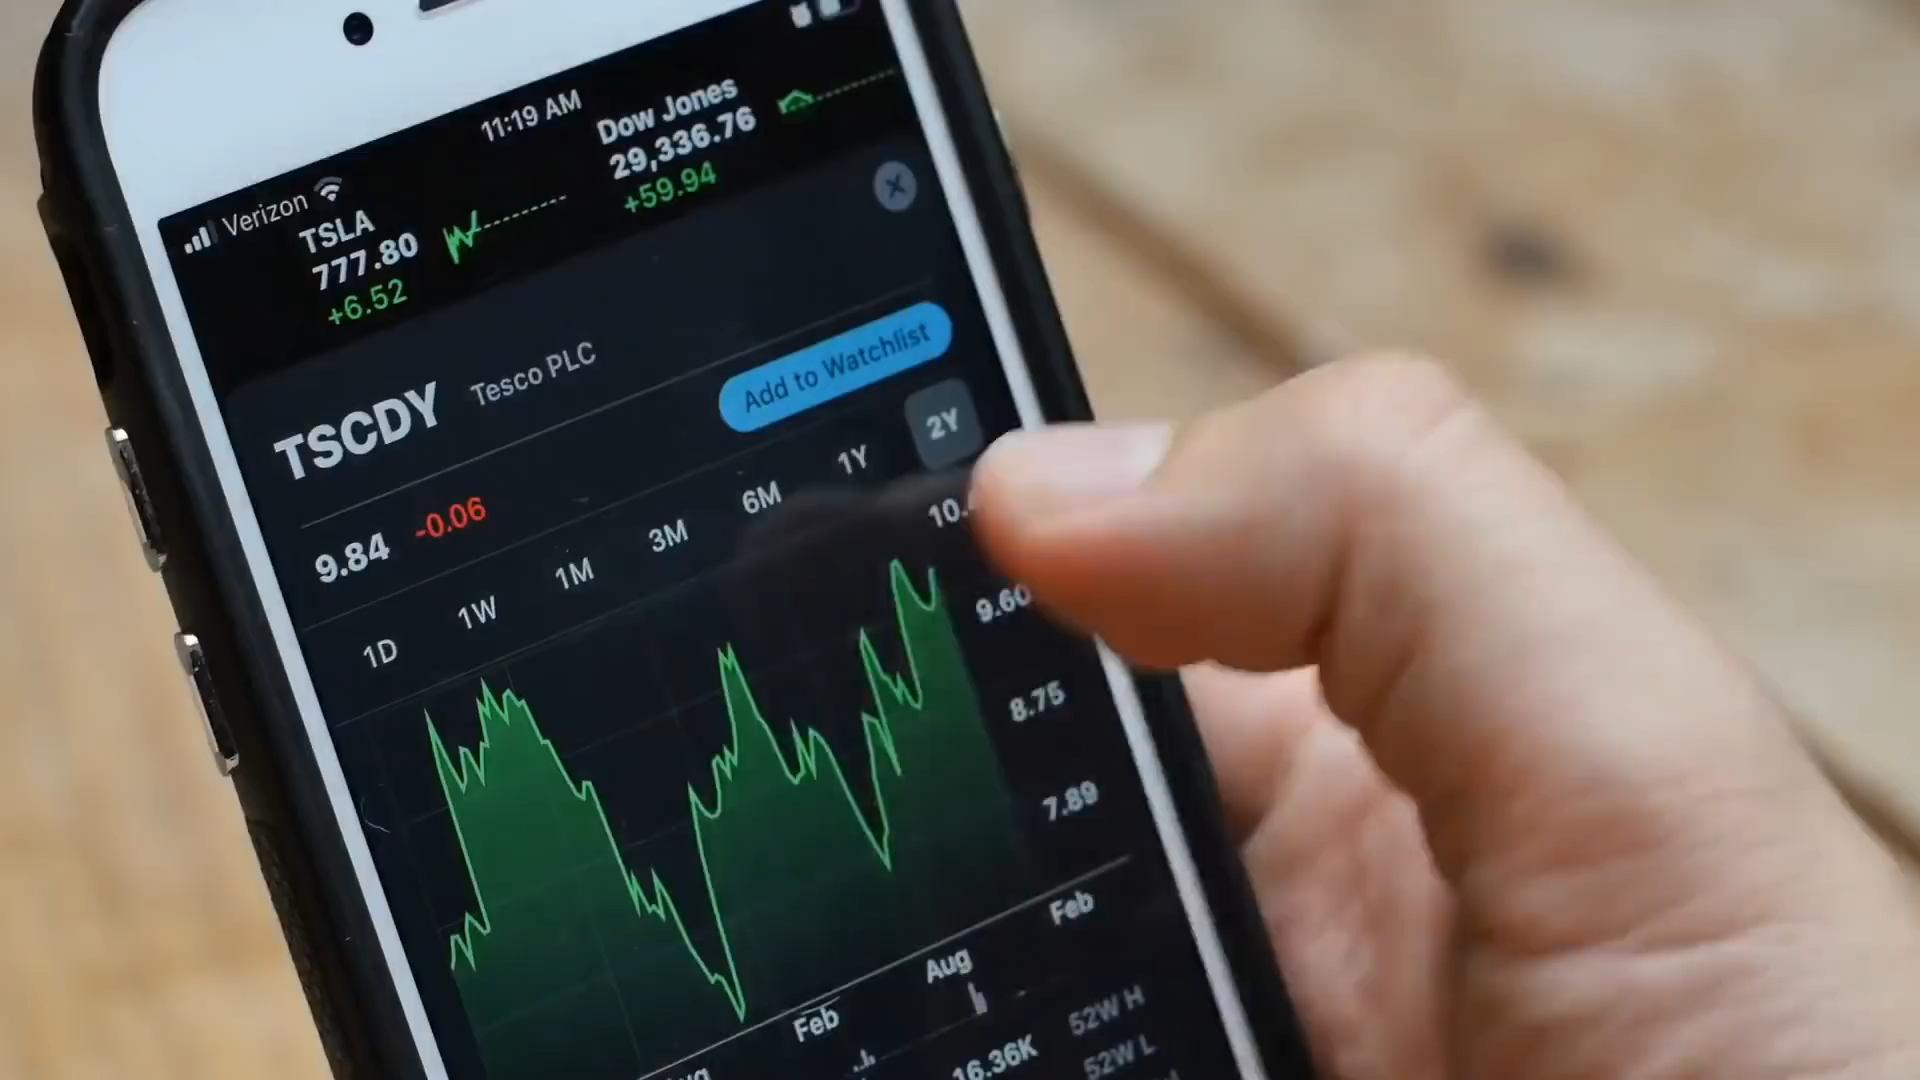 11:19 AM
Verizon
TSLA
777.80
+6.52
Dow Jones
29,336.76
+59.94
TSCDY Tesco PLC
Add to Watchlist
9.84 -0.06
1D 1W 1M 3M 6M 1Y 2Y
9.60
8.75
7.89
Feb Aug Feb
16.36K
52W H
52W L